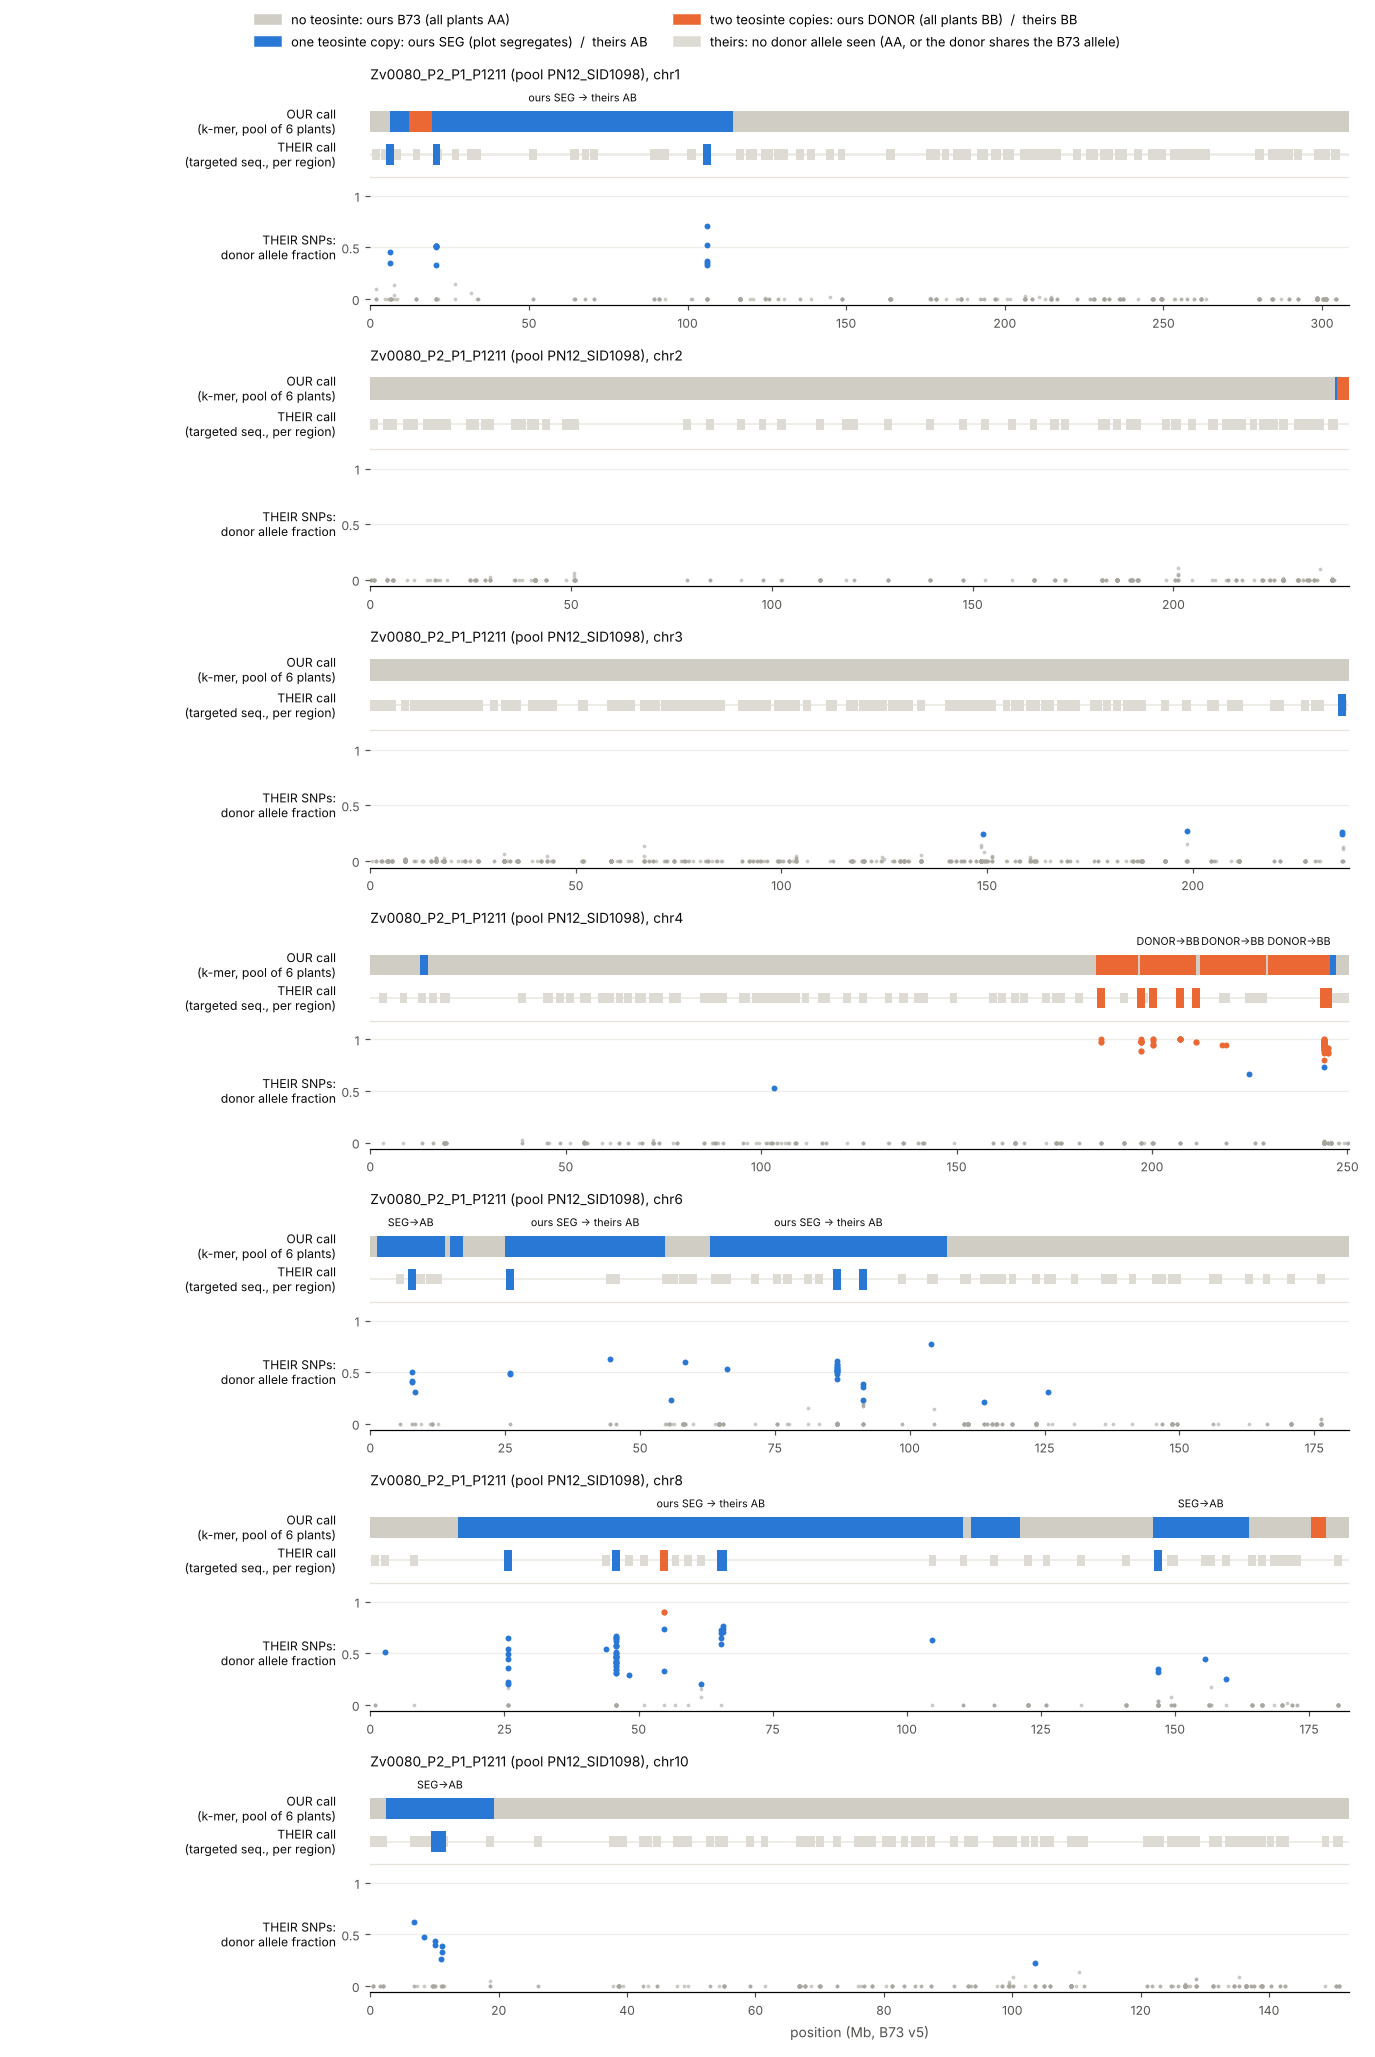 no teosinte: ours B73 (all plants AA)
two teosinte copies: ours DONOR (all plants BB) / theirs BB
one teosinte copy: ours SEG (plot segregates) / theirs AB
theirs: no donor allele seen (AA, or the donor shares the B73 allele)
Zv0080_P2_P1_P1211 (pool PN12_SID1098), chr1
ours SEG → theirs AB
OUR call
(k-mer, pool of 6 plants)
THEIR call
(targeted seq., per region)
1
THEIR SNPs:
donor allele fraction
0.5
0
0 50 100 150 200 250 300
Zv0080_P2_P1_P1211 (pool PN12_SID1098), chr2
OUR call
(k-mer, pool of 6 plants)
THEIR call
(targeted seq., per region)
1
THEIR SNPs:
donor allele fraction
0.5
0
0 50 100 150 200
Zv0080_P2_P1_P1211 (pool PN12_SID1098), chr3
OUR call
(k-mer, pool of 6 plants)
THEIR call
(targeted seq., per region)
1
THEIR SNPs:
donor allele fraction
0.5
0
0 50 100 150 200
Zv0080_P2_P1_P1211 (pool PN12_SID1098), chr4
DONOR→BB DONOR→BB DONOR→BB
OUR call
(k-mer, pool of 6 plants)
THEIR call
(targeted seq., per region)
1
THEIR SNPs:
donor allele fraction
0.5
0
0 50 100 150 200 250
Zv0080_P2_P1_P1211 (pool PN12_SID1098), chr6
SEG→AB ours SEG → theirs AB ours SEG → theirs AB
OUR call
(k-mer, pool of 6 plants)
THEIR call
(targeted seq., per region)
1
THEIR SNPs:
donor allele fraction
0.5
0
0 25 50 75 100 125 150 175
Zv0080_P2_P1_P1211 (pool PN12_SID1098), chr8
ours SEG → theirs AB SEG→AB
OUR call
(k-mer, pool of 6 plants)
THEIR call
(targeted seq., per region)
1
THEIR SNPs:
donor allele fraction
0.5
0
0 25 50 75 100 125 150 175
Zv0080_P2_P1_P1211 (pool PN12_SID1098), chr10
SEG→AB
OUR call
(k-mer, pool of 6 plants)
THEIR call
(targeted seq., per region)
1
THEIR SNPs:
donor allele fraction
0.5
0
0 20 40 60 80 100 120 140
position (Mb, B73 v5)